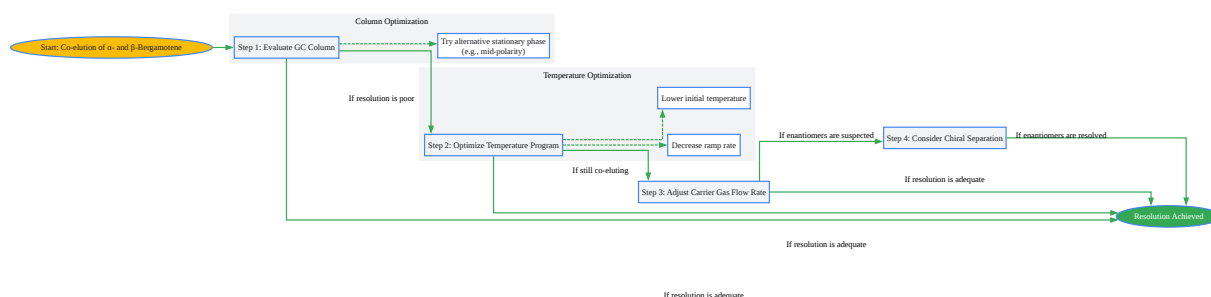 Column Optimization
Start: Co-elution of α- and β-Bergamotene
Step 1: Evaluate GC Column
Try alternative stationary phase
(e.g., mid-polarity)
Temperature Optimization
If resolution is poor
Lower initial temperature
Step 2: Optimize Temperature Program
Decrease ramp rate
If enantiomers are suspected
Step 4: Consider Chiral Separation
If enantiomers are resolved
If still co-eluting
Step 3: Adjust Carrier Gas Flow Rate
If resolution is adequate
Resolution Achieved
If resolution is adequate
If resolution is adequate